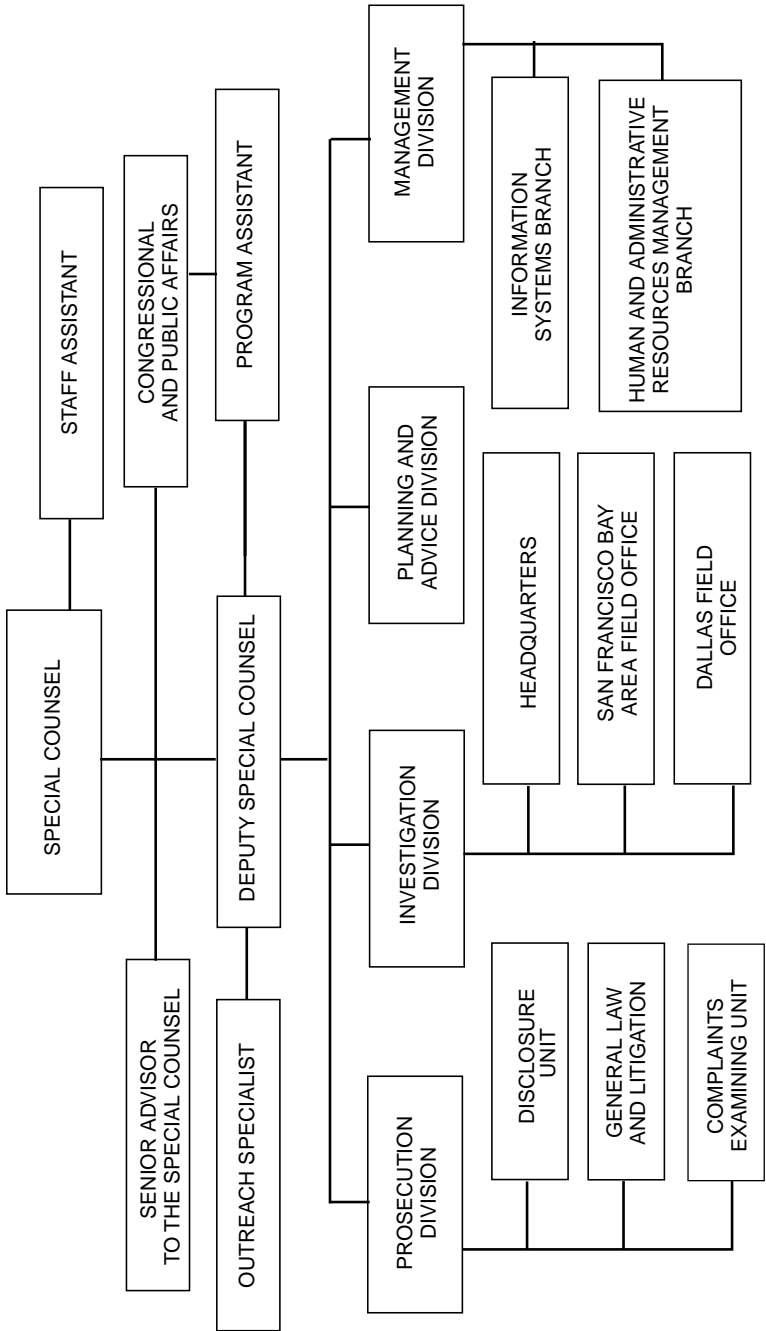 SPECIAL COUNSEL
STAFF ASSISTANT
SENIOR ADVISOR
TO THE SPECIAL COUNSEL
CONGRESSIONAL
AND PUBLIC AFFAIRS
OUTREACH SPECIALIST
DEPUTY SPECIAL COUNSEL
PROGRAM ASSISTANT
PROSECUTION
DIVISION
INVESTIGATION
DIVISION
PLANNING AND
ADVICE DIVISION
MANAGEMENT
DIVISION
DISCLOSURE
UNIT
GENERAL LAW
AND LITIGATION
COMPLAINTS
EXAMINING UNIT
HEADQUARTERS
SAN FRANCISCO BAY
AREA FIELD OFFICE
DALLAS FIELD
OFFICE
INFORMATION
SYSTEMS BRANCH
HUMAN AND ADMINISTRATIVE
RESOURCES MANAGEMENT
BRANCH